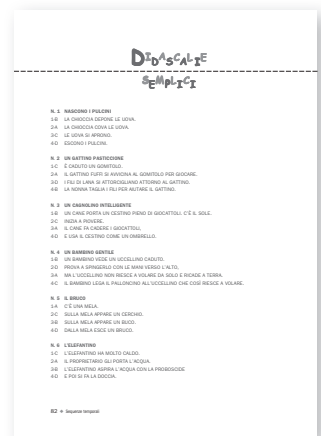 DIDASCALIE
SEMPLICI
N. 1 NASCONO I PULCINI
1-B LA CHIOCCIA DEPONE LE UOVA.
2-A LA CHIOCCIA COVA LE UOVA.
3-C LE UOVA SI APRONO.
4-D ESCONO I PULCINI.
N. 2 UN GATTINO PASTICCIONE
1-C È CADUTO UN GOMITOLO.
2-A IL GATTINO FUFFI SI AVVICINA AL GOMITOLO PER GIOCARE.
3-D I FILI DI LANA SI ATTORCIGLIANO ATTORNO AL GATTINO.
4-B LA NONNA TAGLIA I FILI PER AIUTARE IL GATTINO.
N. 3 UN CAGNOLINO INTELLIGENTE
1-B UN CANE PORTA UN CESTINO PIENO DI GIOCATTOLI. C'È IL SOLE.
2-C INIZIA A PIOVERE.
3-A IL CANE FA CADERE I GIOCATTOLI,
4-D E USA IL CESTINO COME UN OMBRELLO.
N. 4 UN BAMBINO GENTILE
1-B UN BAMBINO VEDE UN UCCELLINO CADUTO.
2-D PROVA A SPINGERLO CON LE MANI VERSO L'ALTO,
3-A MA L'UCCELLINO NON RIESCE A VOLARE DA SOLO E RICADE A TERRA.
4-C IL BAMBINO LEGA IL PALLONCINO ALL'UCCELLINO CHE COSÌ RIESCE A VOLARE.
N. 5 IL BRUCO
1-A C'È UNA MELA.
2-C SULLA MELA APPARE UN CERCHIO.
3-B SULLA MELA APPARE UN BUCO.
4-D DALLA MELA ESCE UN BRUCO.
N. 6 L'ELEFANTINO
1-C L'ELEFANTINO HA MOLTO CALDO.
2-A IL PROPRIETARIO GLI PORTA L'ACQUA.
3-B L'ELEFANTINO ASPIRA L'ACQUA CON LA PROBOSCIDE
4-D E POI SI FA LA DOCCIA.
82 ◆ Sequenze temporali